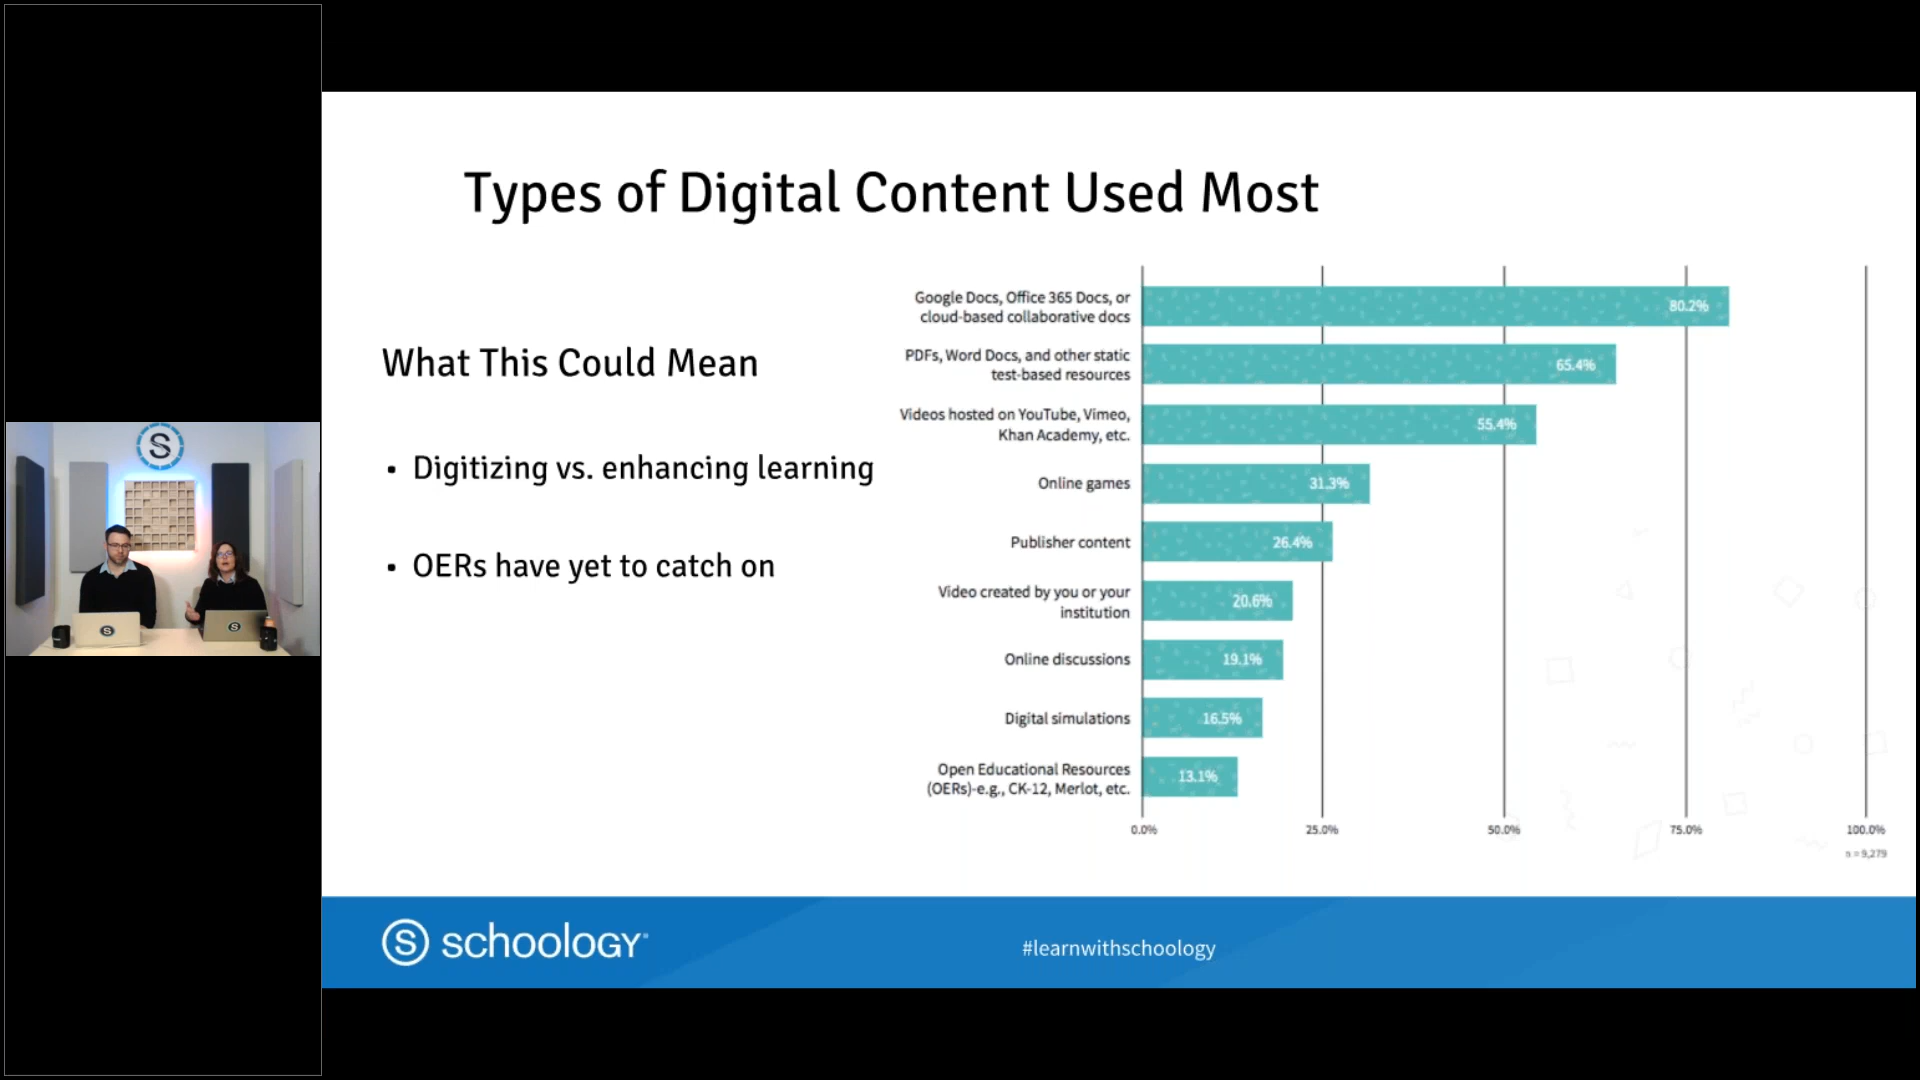 Types of Digital Content Used Most
What This Could Mean
• Digitizing vs. enhancing learning
• OERs have yet to catch on
Google Docs, Office 365 Docs, or
cloud-based collaborative docs
80.2%
PDFs, Word Docs, and other static
test-based resources
65.4%
Videos hosted on YouTube, Vimeo,
Khan Academy, etc.
55.4%
Online games
31.3%
Publisher content
26.4%
Video created by you or your
institution
20.6%
Online discussions
19.1%
Digital simulations
16.5%
Open Educational Resources
(OERs)-e.g., CK-12, Merlot, etc.
13.1%
0.0% 25.0% 50.0% 75.0% 100.0%
n = 9,279
S
S
S
S schoology
#learnwithschoology